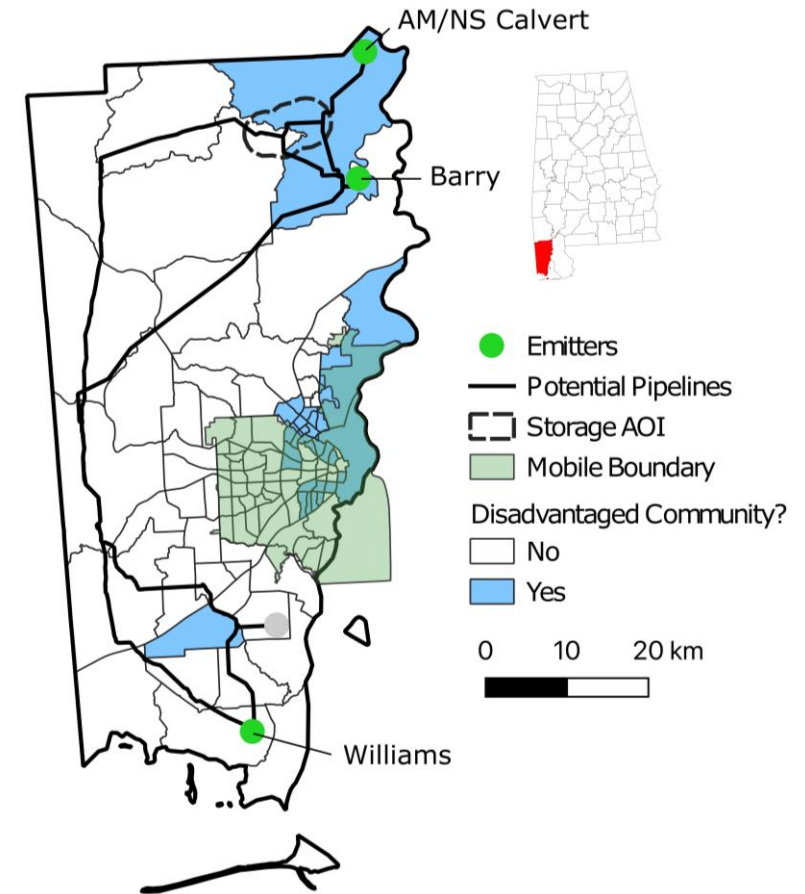 AM/NS Calvert
Barry
Emitters
Potential Pipelines
Storage AOI
Mobile Boundary
Disadvantaged Community?
No
Yes
0 10 20 km
Williams